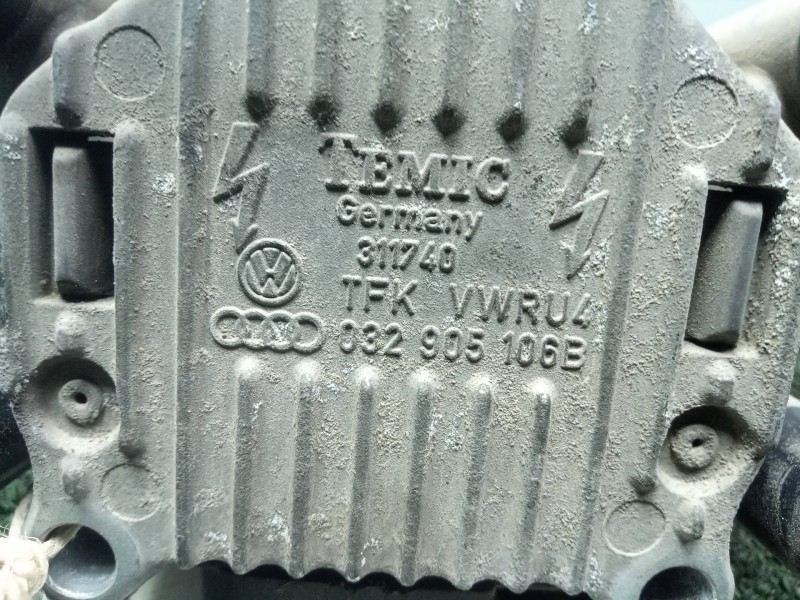 TEMIC
Germany
311740
TFK VWRU4
032 905 106B